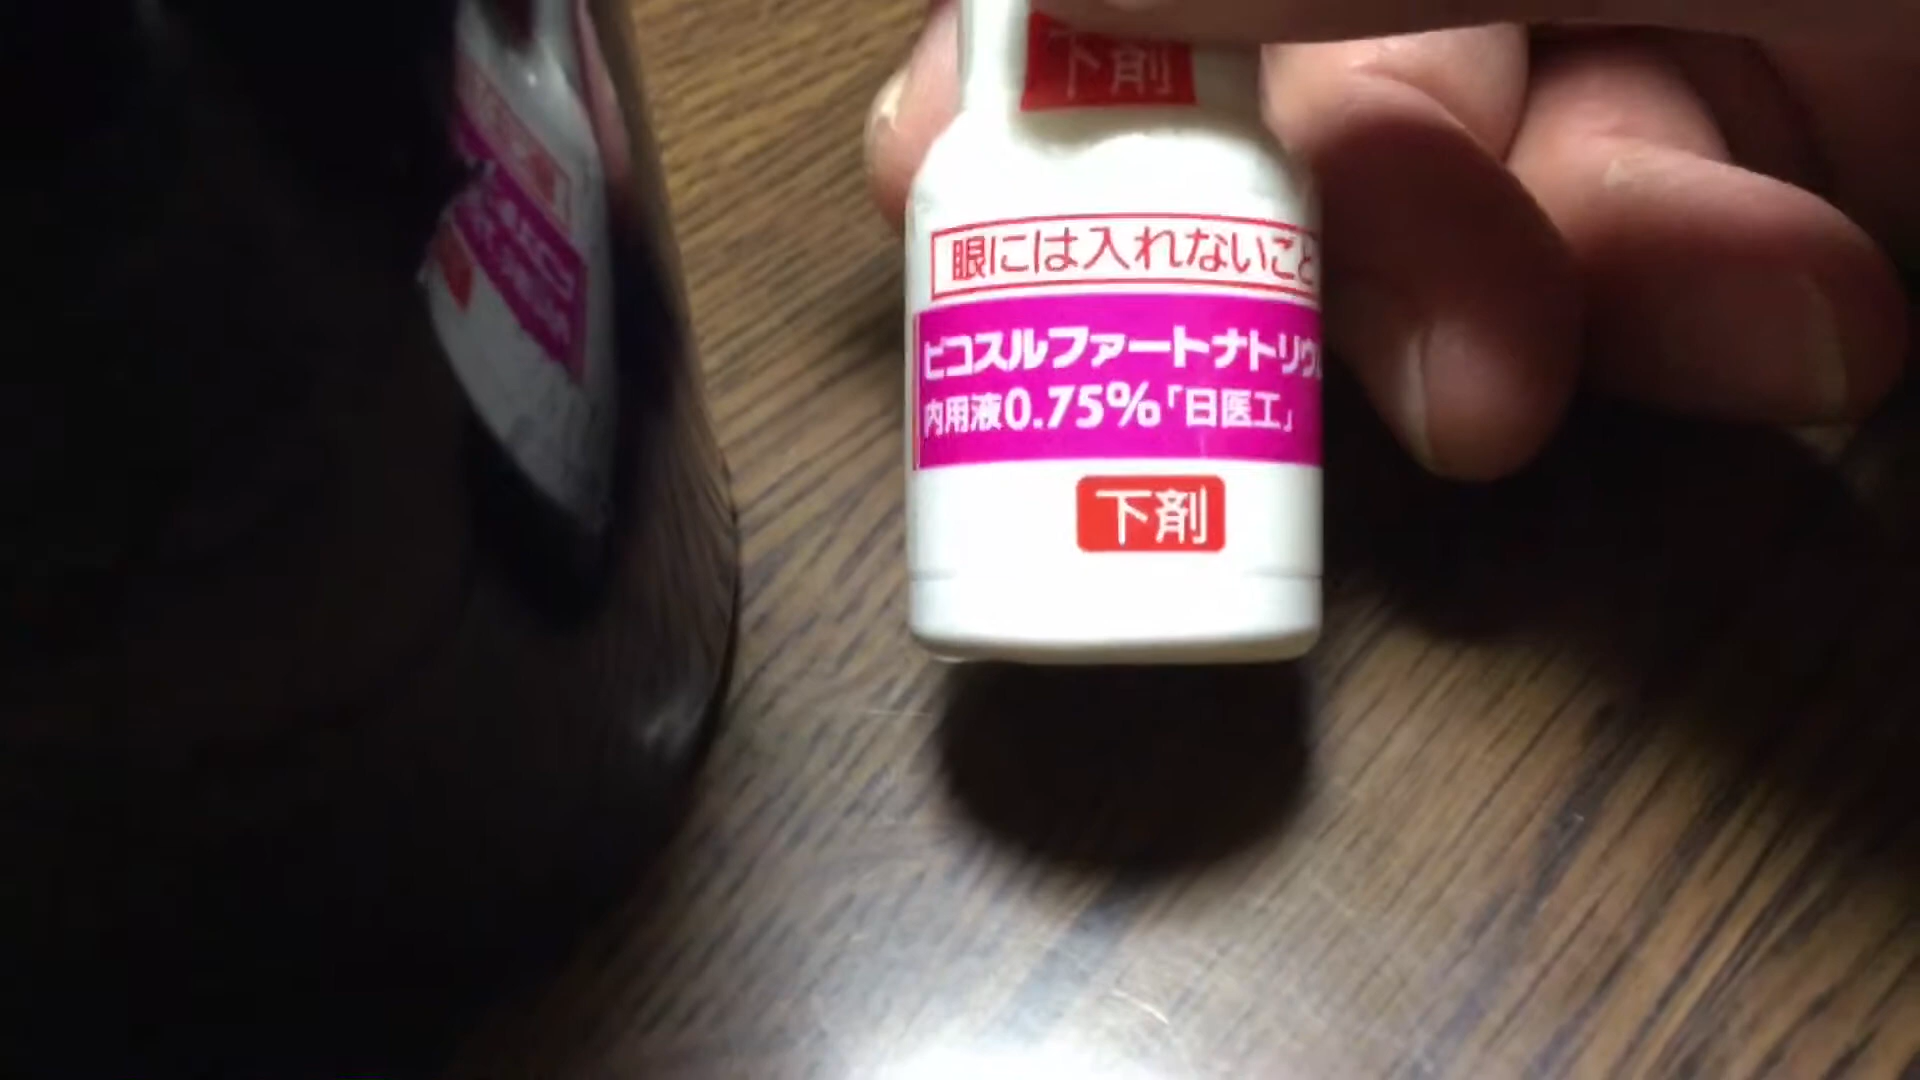 下剤
眼には入れないこと
ピコスルファートナトリウ
内用液0.75%「日医工」
下剤